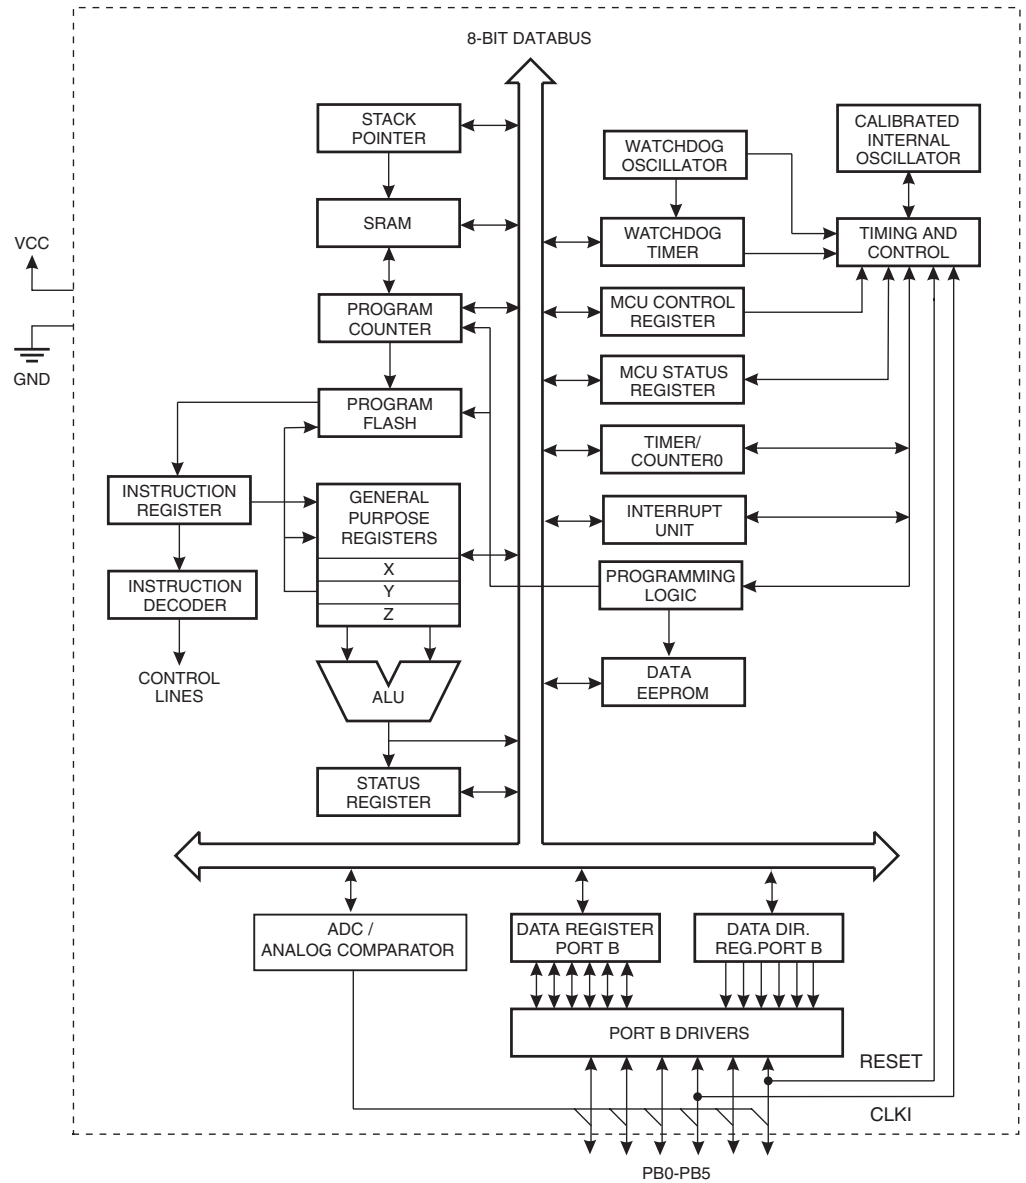 8-BIT DATABUS
STACK
POINTER
SRAM
PROGRAM
COUNTER
PROGRAM
FLASH
INSTRUCTION
REGISTER
GENERAL
PURPOSE
REGISTERS
X
Y
Z
INSTRUCTION
DECODER
CONTROL
LINES
ALU
STATUS
REGISTER
VCC
GND
WATCHDOG
OSCILLATOR
CALIBRATED
INTERNAL
OSCILLATOR
WATCHDOG
TIMER
TIMING AND
CONTROL
MCU CONTROL
REGISTER
MCU STATUS
REGISTER
TIMER/
COUNTER0
INTERRUPT
UNIT
PROGRAMMING
LOGIC
DATA
EEPROM
ADC /
ANALOG COMPARATOR
DATA REGISTER
PORT B
DATA DIR.
REG.PORT B
PORT B DRIVERS
RESET
CLKI
PB0-PB5